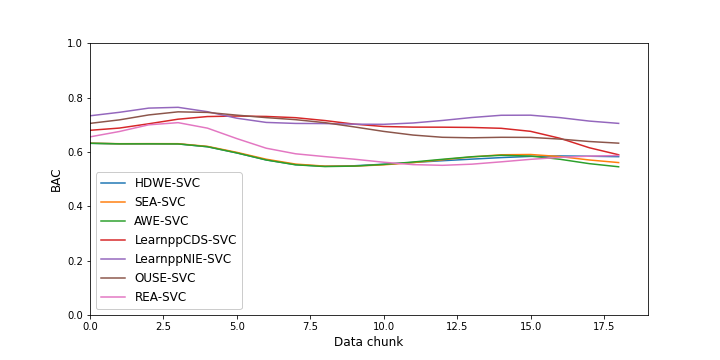 1.0
0.8
0.6
0.4
0.2
0.0
BAC
HDWE-SVC
SEA-SVC
AWE-SVC
LearnppCDS-SVC
LearnppNIE-SVC
OUSE-SVC
REA-SVC
0.0 2.5 5.0 7.5 10.0 12.5 15.0 17.5
Data chunk